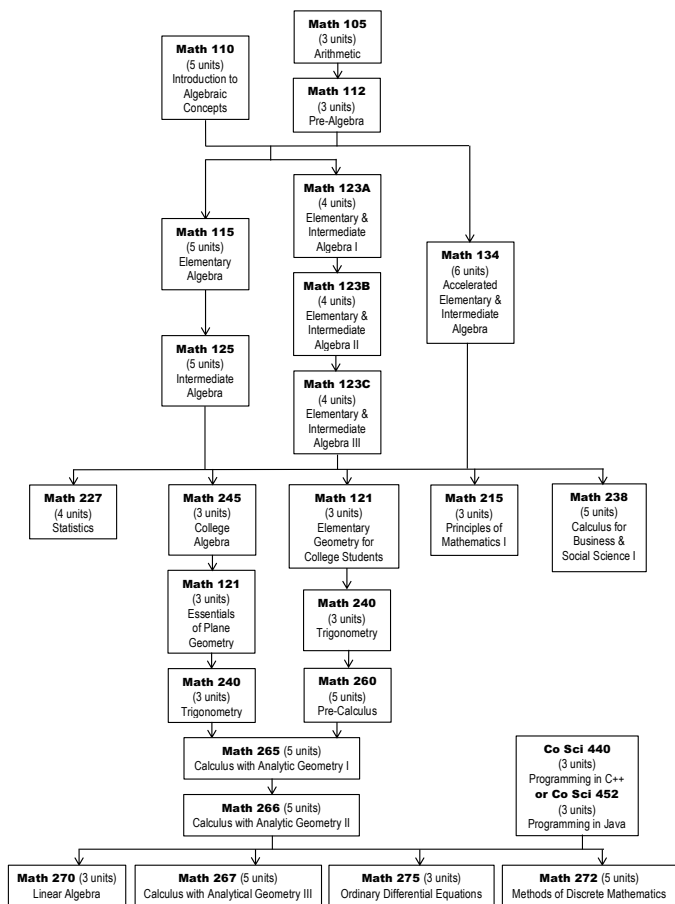 Math 105
(3 units)
Arithmetic
Math 110
(5 units)
Introduction to
Algebraic
Concepts
Math 112
(3 units)
Pre-Algebra
Math 123A
(4 units)
Elementary &
Intermediate
Algebra I
Math 115
(5 units)
Elementary
Algebra
Math 134
(6 units)
Accelerated
Elementary &
Intermediate
Algebra
Math 123B
(4 units)
Elementary &
Intermediate
Algebra II
Math 125
(5 units)
Intermediate
Algebra
Math 123C
(4 units)
Elementary &
Intermediate
Algebra III
Math 227
(4 units)
Statistics
Math 245
(3 units)
College
Algebra
Math 121
(3 units)
Elementary
Geometry for
College Students
Math 215
(3 units)
Principles of
Mathematics I
Math 238
(5 units)
Calculus for
Business &
Social Science I
Math 121
(3 units)
Essentials
of Plane
Geometry
Math 240
(3 units)
Trigonometry
Math 240
(3 units)
Trigonometry
Math 260
(5 units)
Pre-Calculus
Math 265 (5 units)
Calculus with Analytic Geometry I
Co Sci 440
(3 units)
Programming in C++
or Co Sci 452
(3 units)
Programming in Java
Math 266 (5 units)
Calculus with Analytic Geometry II
Math 270 (3 units)
Linear Algebra
Math 267 (5 units)
Calculus with Analytical Geometry III
Math 275 (3 units)
Ordinary Differential Equations
Math 272 (5 units)
Methods of Discrete Mathematics